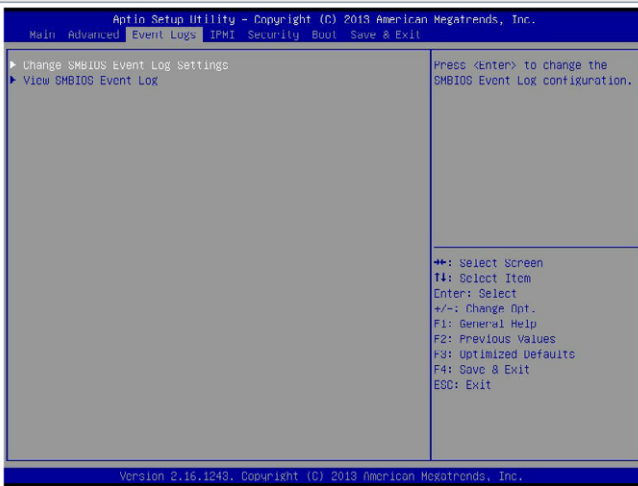 Aptio Setup Utility - Copyright (C) 2013 American Megatrends, Inc.
Main Advanced Event Logs IPMI Security Boot Save & Exit
Change SMBIOS Event Log Settings
View SMBIOS Event Log
Press <Enter> to change the
SMBIOS Event Log configuration.
→←: Select Screen
↑↓: Select Item
Enter: Select
+/-: Change Opt.
F1: General Help
F2: Previous Values
F3: Optimized Defaults
F4: Save & Exit
ESC: Exit
Version 2.16.1243. Copyright (C) 2013 American Megatrends, Inc.